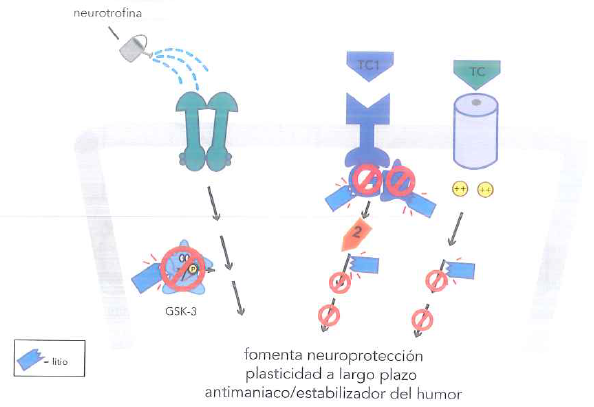 neurotrofina
TC1
TC
++
++
2
P
GSK-3
= litio
fomenta neuroprotección
plasticidad a largo plazo
antimaniaco/estabilizador del humor